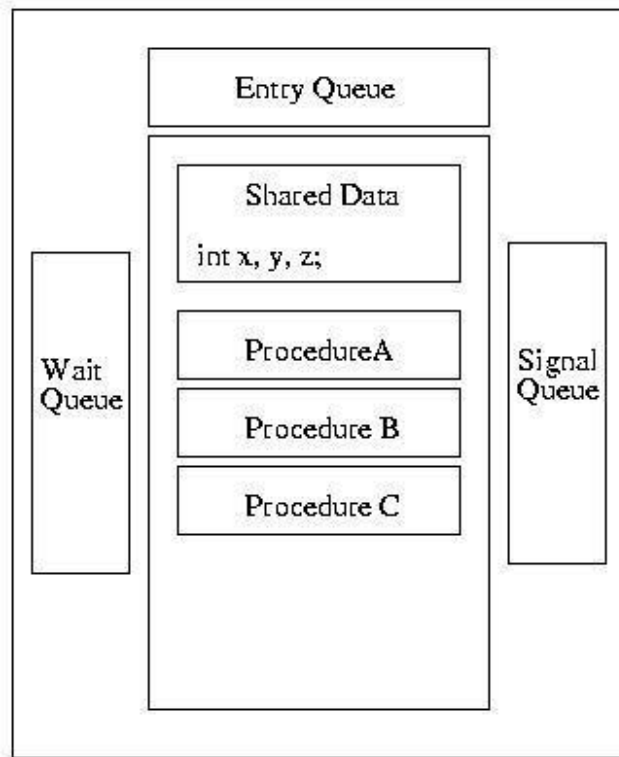 Entry Queue
Shared Data
int x, y, z;
Wait
Queue
ProcedureA
Procedure B
Procedure C
Signal
Queue